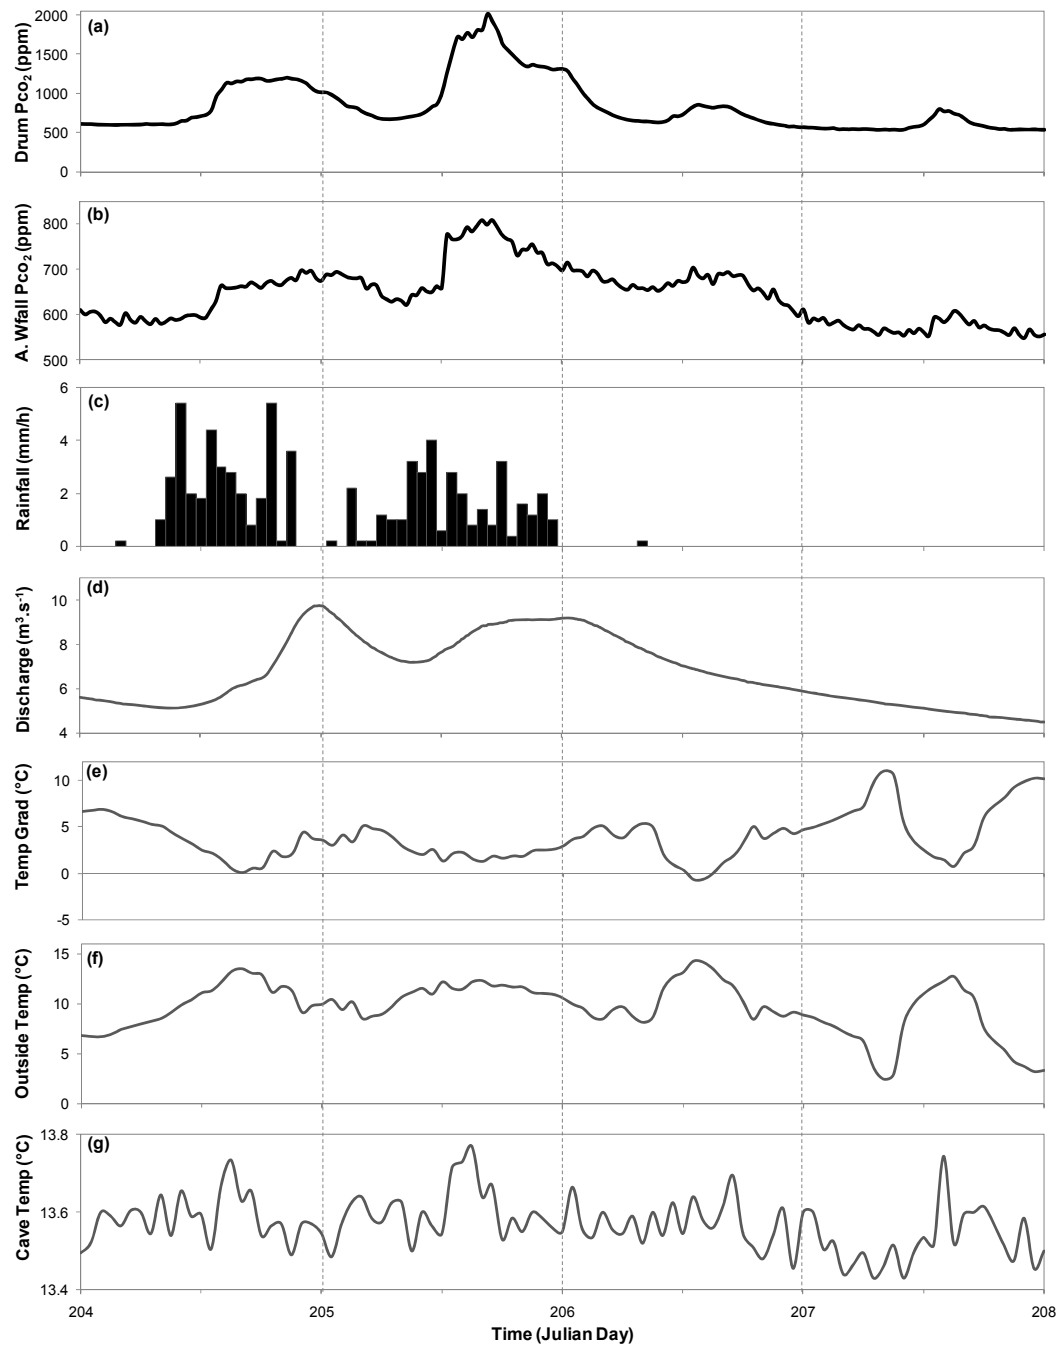 (a)
Drum Pco₂ (ppm)
2000
1500
1000
500
0
(b)
A. Wfall Pco₂ (ppm)
800
700
600
500
(c)
Rainfall (mm/h)
6
4
2
0
(d)
Discharge (m³.s⁻¹)
10
8
6
4
(e)
Temp Grad (°C)
10
5
0
-5
(f)
Outside Temp (°C)
15
10
5
0
(g)
Cave Temp (°C)
13.8
13.6
13.4
204 205 206 207 208
Time (Julian Day)